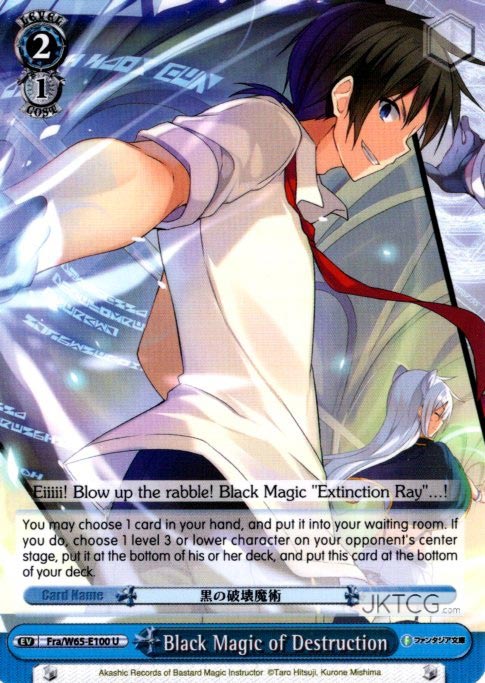 LEVEL
2
1
COST
Eiiiii! Blow up the rabble! Black Magic "Extinction Ray"...!
You may choose 1 card in your hand, and put it into your waiting room. If
you do, choose 1 level 3 or lower character on your opponent's center
stage, put it at the bottom of his or her deck, and put this card at the bottom
of your deck.
Card Name
黒の破壊魔術
JKTCG.com
EV
Fra/W65-E100 U
Black Magic of Destruction
ファンタジア文庫
Akashic Records of Bastard Magic Instructor ©Taro Hitsuji, Kurone Mishima